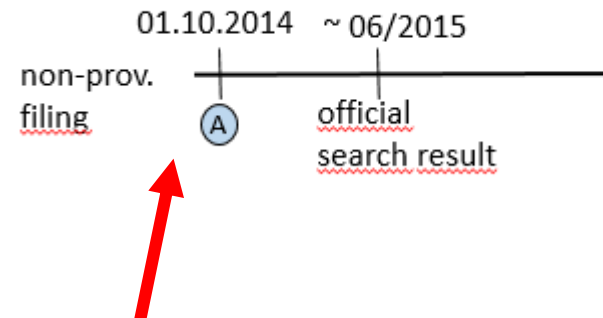 01.10.2014 ~ 06/2015
non-prov.
filing
A
official
search result